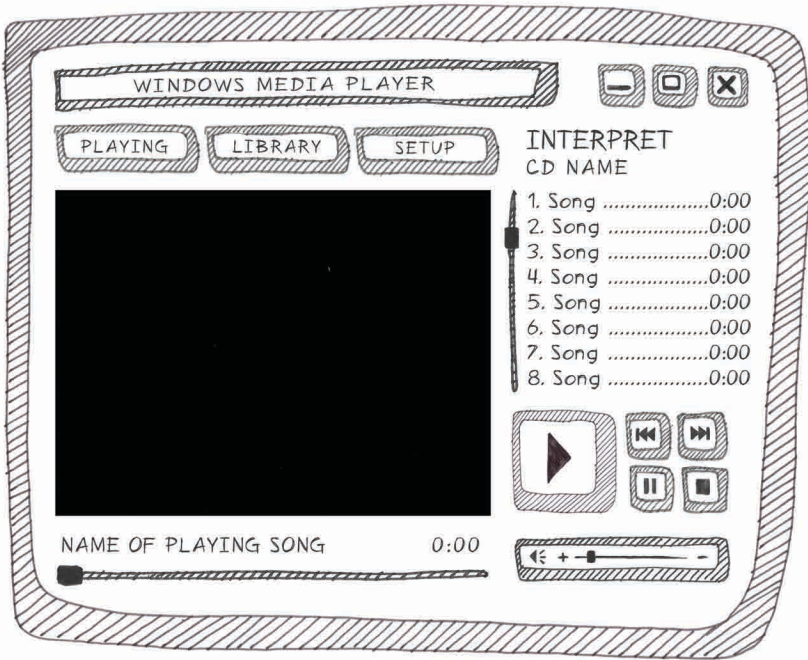 WINDOWS MEDIA PLAYER
PLAYING
LIBRARY
SETUP
INTERPRET
CD NAME
1. Song ...................0:00
2. Song ..................0:00
3. Song ..................0:00
4. Song ..................0:00
5. Song ..................0:00
6. Song ..................0:00
7. Song ..................0:00
8. Song ..................0:00
NAME OF PLAYING SONG 0:00
+ -